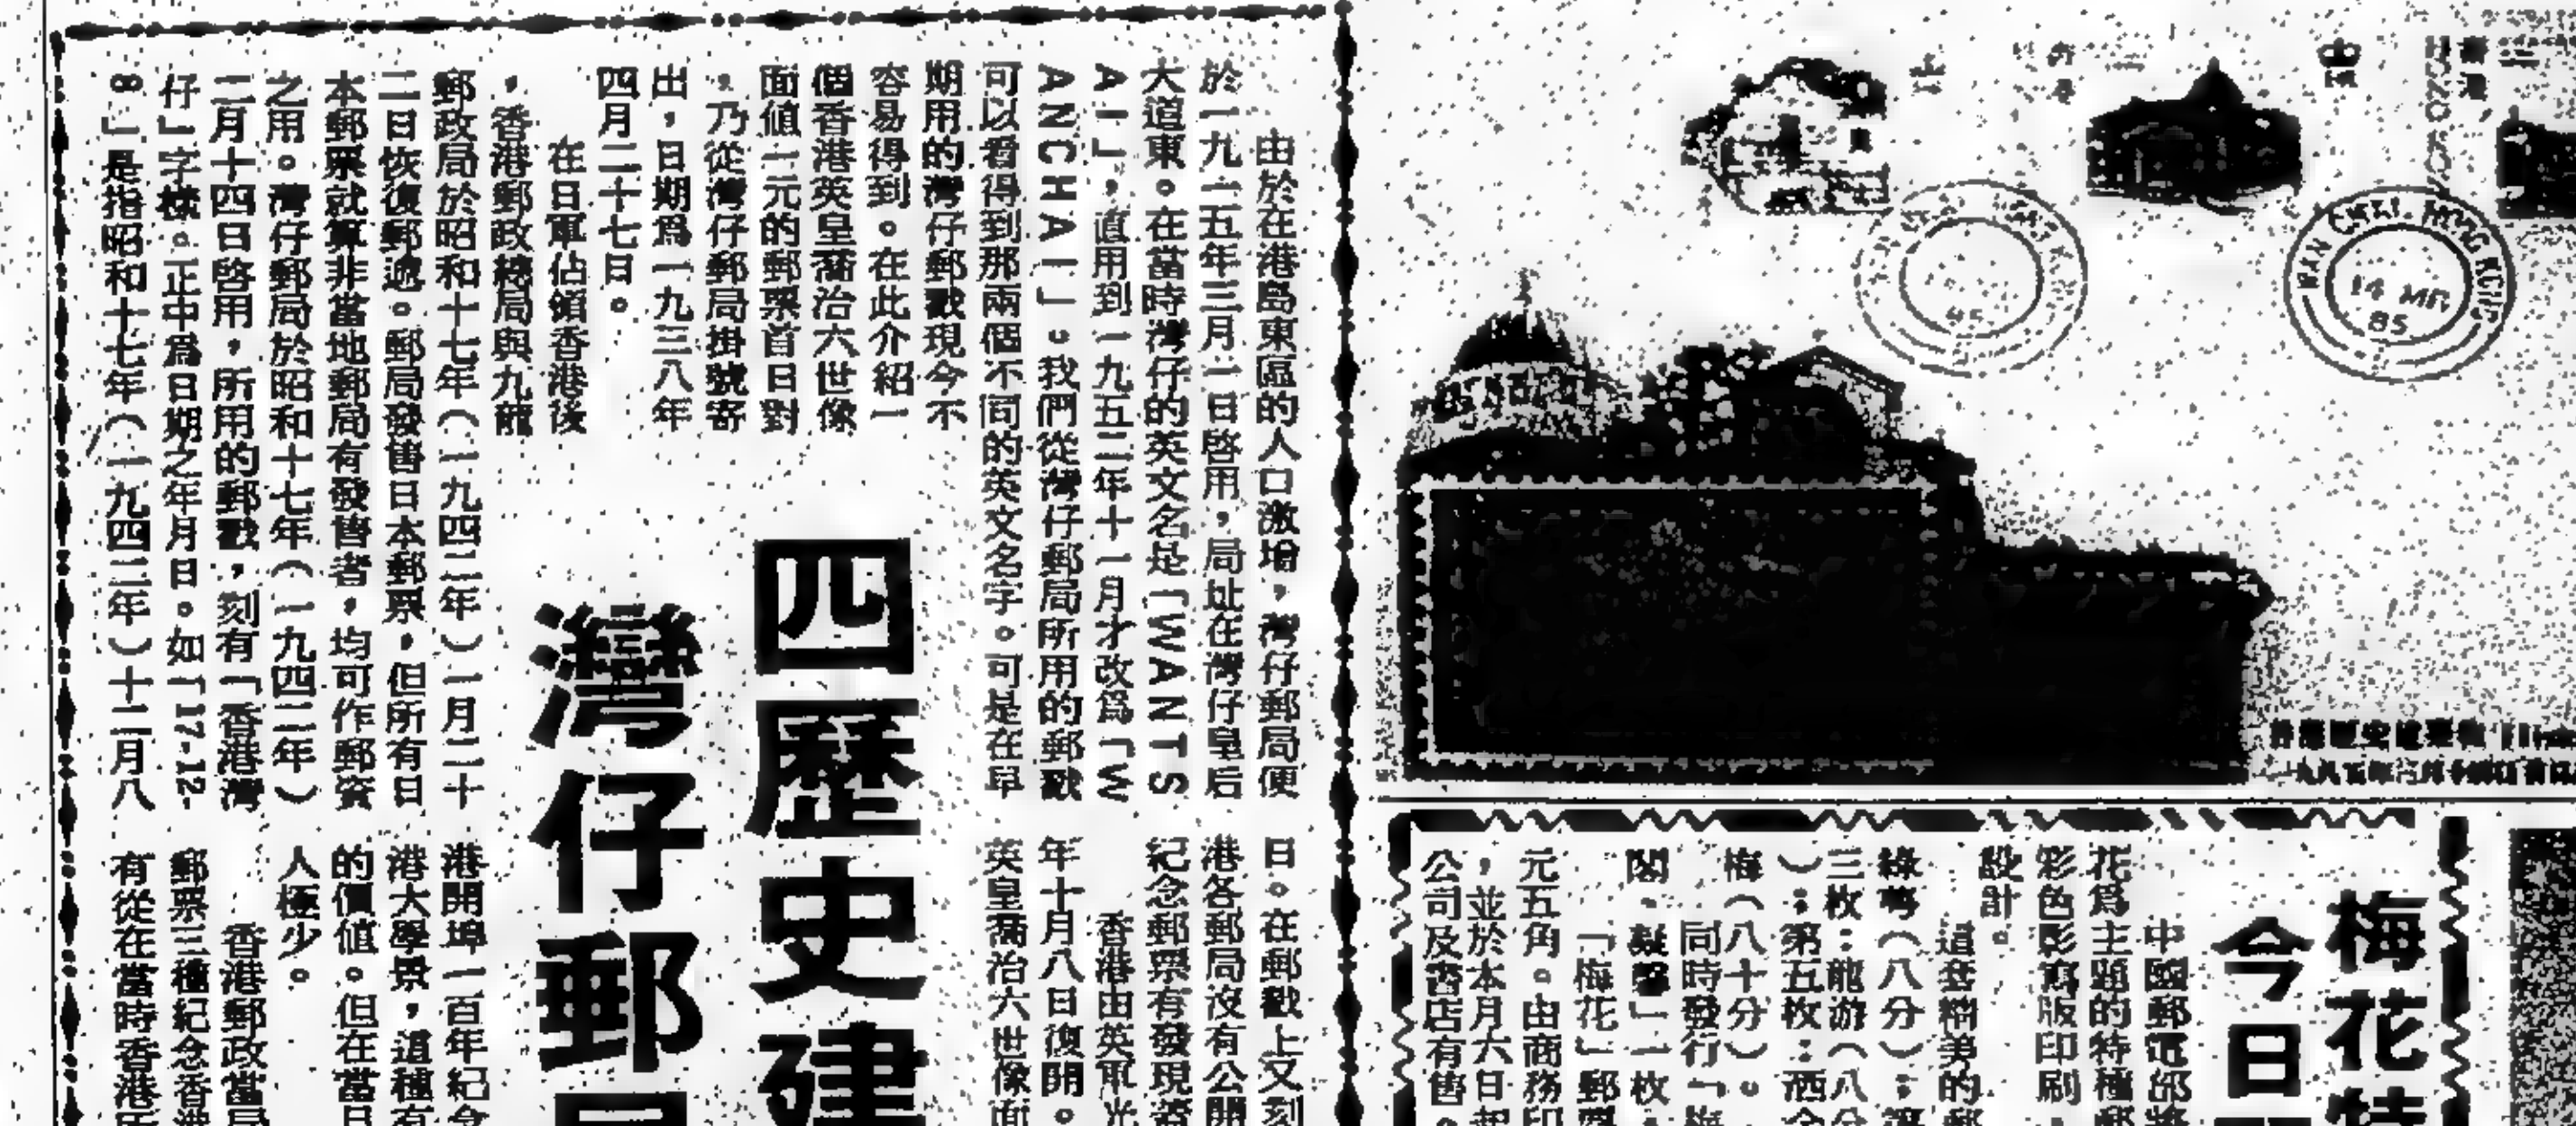 四歷史建
灣仔郵局
由於在港島東區的人口激增，灣仔郵局便
於一九一五年三月一日啓用，局址在灣仔皇后
大道東。在當時灣仔的英文名是「WANTS
AI」，直用到一九五二年十一月才改爲「W
ANCHAI」。我們從灣仔郵局所用的郵戳
可以看得到那兩個不同的英文名字。可是在早
期用的灣仔郵戳現今不
容易得到。在此介紹一
個香港英皇喬治六世像
面值一元的郵票首日對
，乃從灣仔郵局掛號寄
出，日期爲一九三八年
四月二十七日。
在日軍佔領香港後
，香港郵政總局與九龍
郵政局於昭和十七年（一九四二年）一月二十
二日恢復郵遞。郵局發售日本郵票，但所有日
本郵票就算非當地郵局有發售者，均可作郵資
之用。灣仔郵局於昭和十七年（一九四二年）
二月十四日啓用，所用的郵戳，刻有「香港灣
仔」字樣。正中爲日期之年月日。如「17-12-
8」是指昭和十七年（一九四二年）十二月八
日。在郵戳上又刻
港各郵局沒有公開
紀念郵票有發現蓋
香港由英軍光
年十月八日復開。
英皇喬治六世像面
港開埠一百年紀念
港大學景，這種有
的價值。但在當日
人極少。
香港郵政當局
郵票三種紀念香港
有從在當時香港所
WAN CHAI, HONG KONG
14 MR
85
梅花特
今日
中國郵電部將
花爲主題的特種郵
彩色影寫版印刷
設計。
這套精美的郵
綠萼（八分）；第
三枚：龍游（八分
）；第五枚：洒金
梅（八十分）。
同時發行「梅
「梅花」郵票
元五角。由商務印
，並於本月六日起
公司及書店有售。